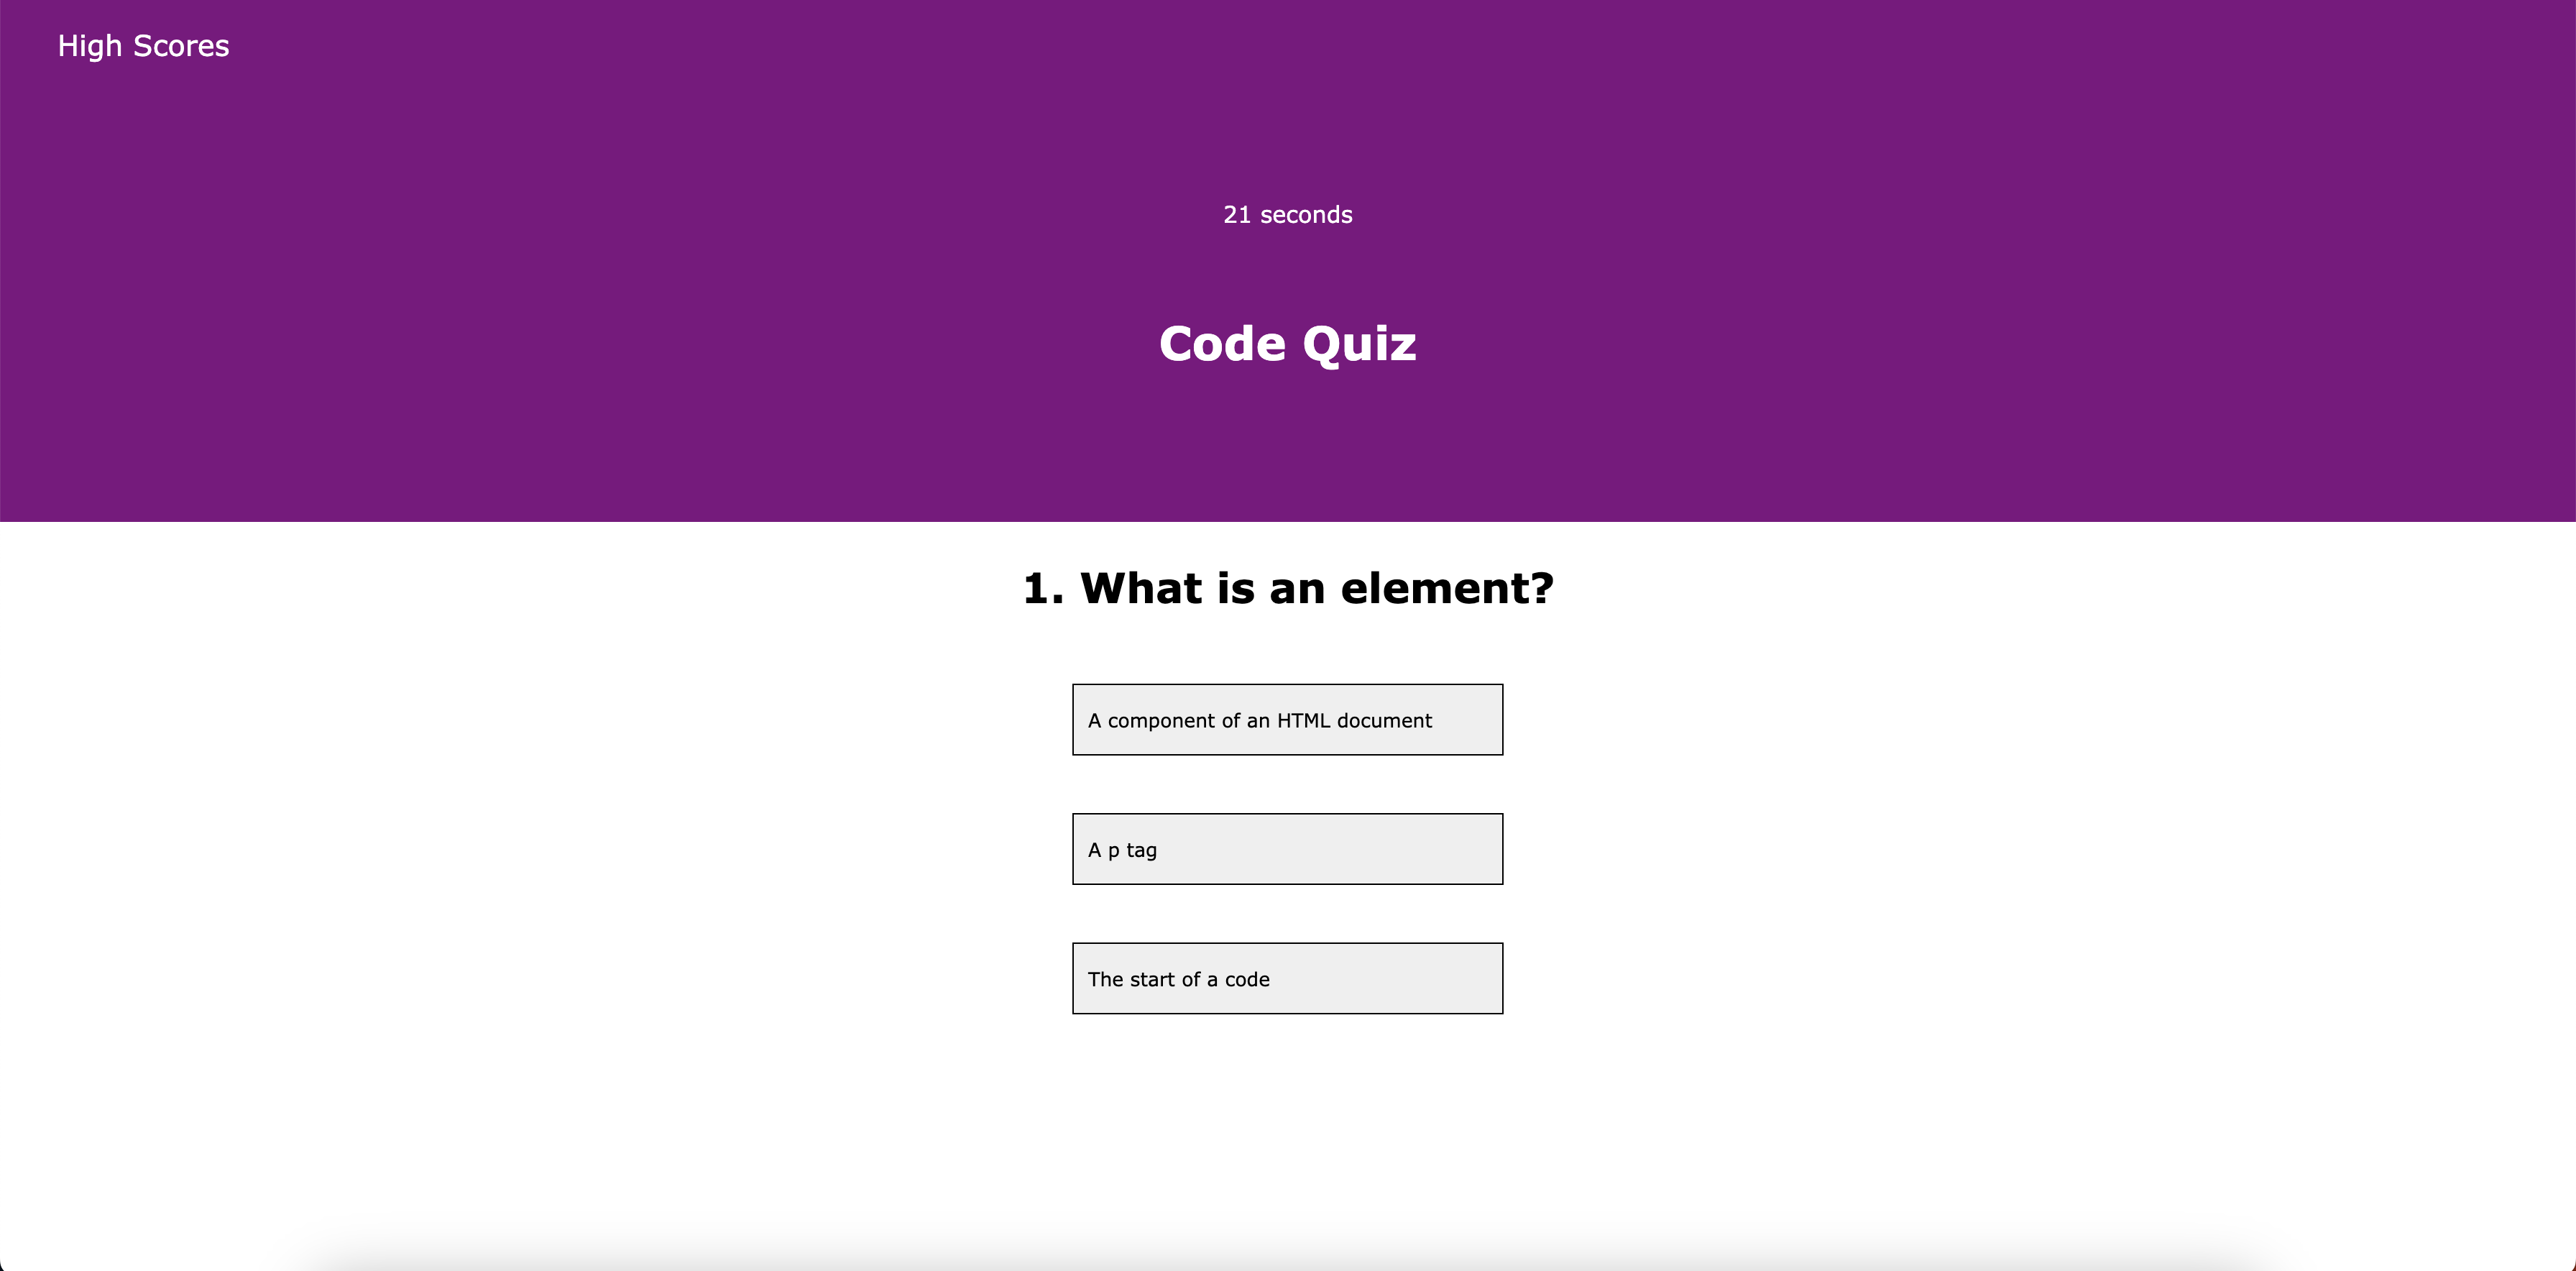 High Scores
21 seconds
Code Quiz
1. What is an element?
A component of an HTML document
A p tag
The start of a code